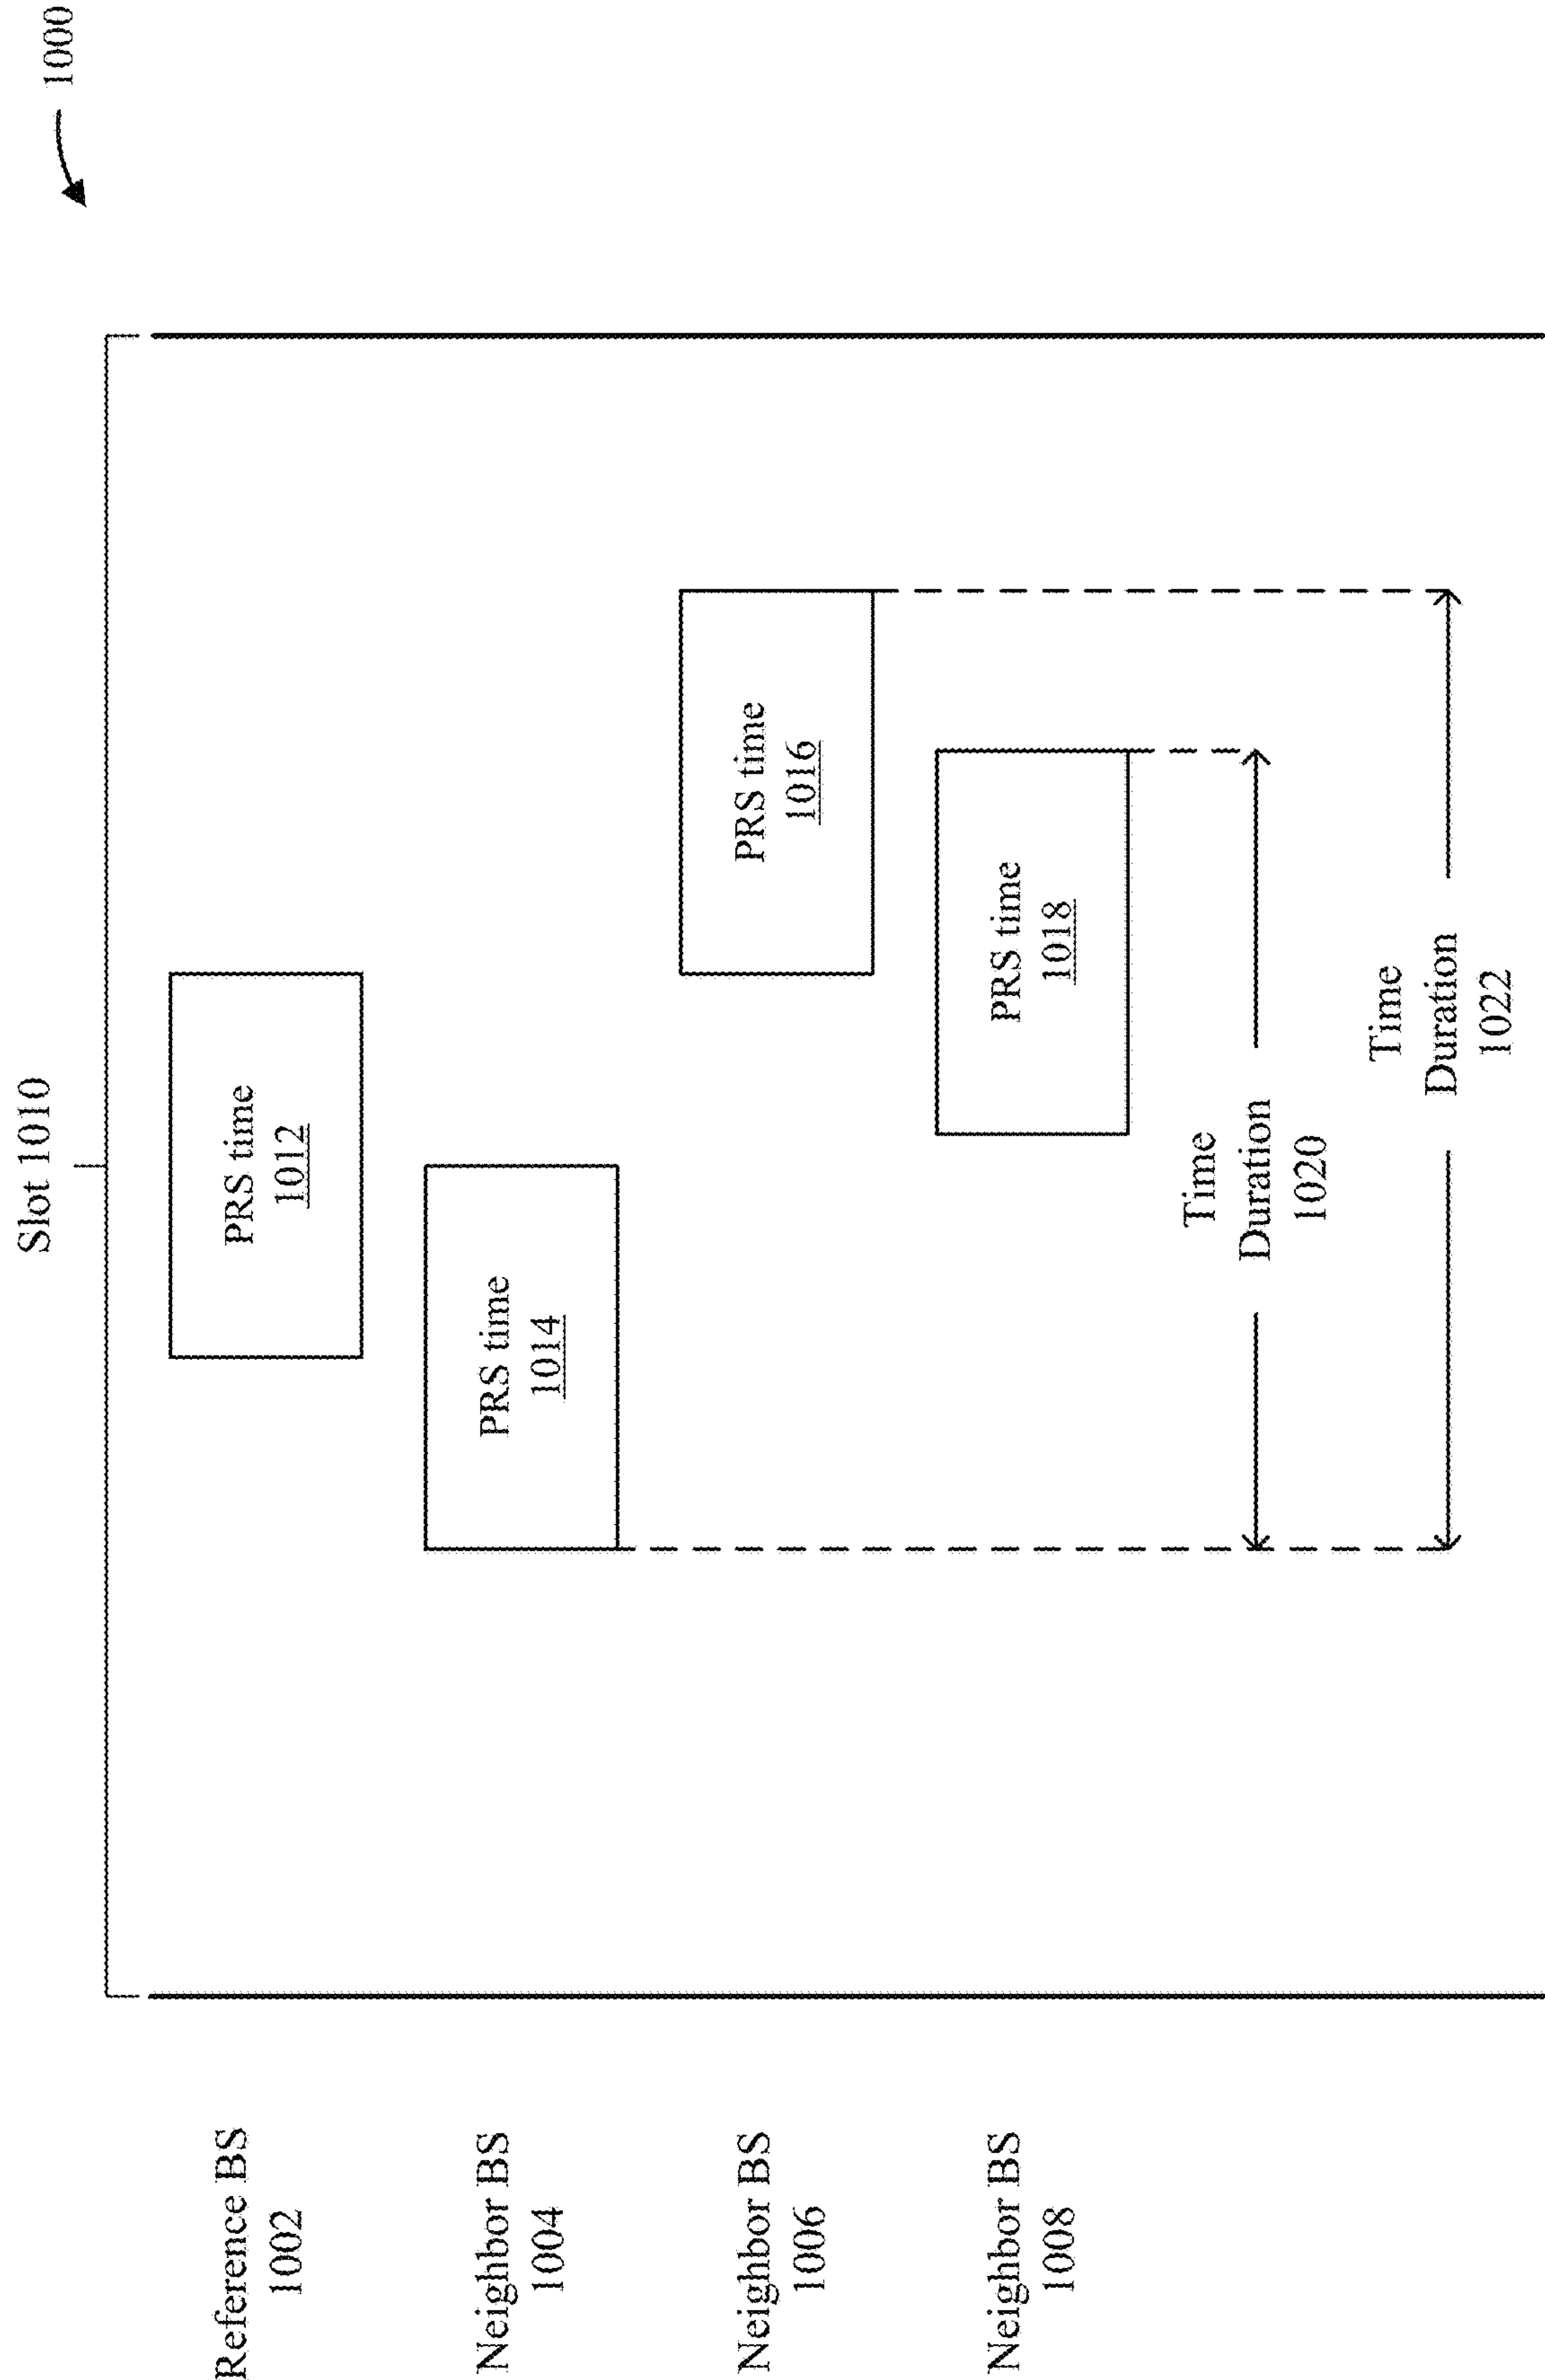 1000
Slot 1010
Reference BS
1002
PRS time
1012
Neighbor BS
1004
PRS time
1014
Neighbor BS
1006
PRS time
1016
Neighbor BS
1008
PRS time
1018
Time
Duration
1020
Time
Duration
1022